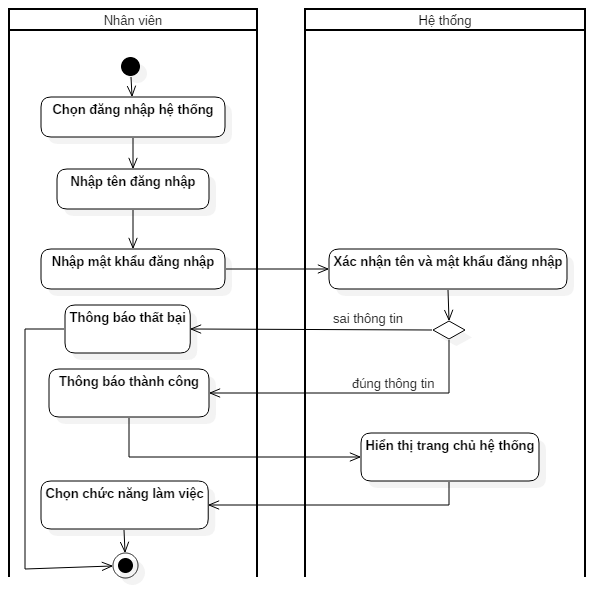 Nhân viên
Hệ thống
Chọn đăng nhập hệ thống
Nhập tên đăng nhập
Nhập mật khẩu đăng nhập
Xác nhận tên và mật khẩu đăng nhập
Thông báo thất bại
sai thông tin
Thông báo thành công
đúng thông tin
Hiển thị trang chủ hệ thống
Chọn chức năng làm việc